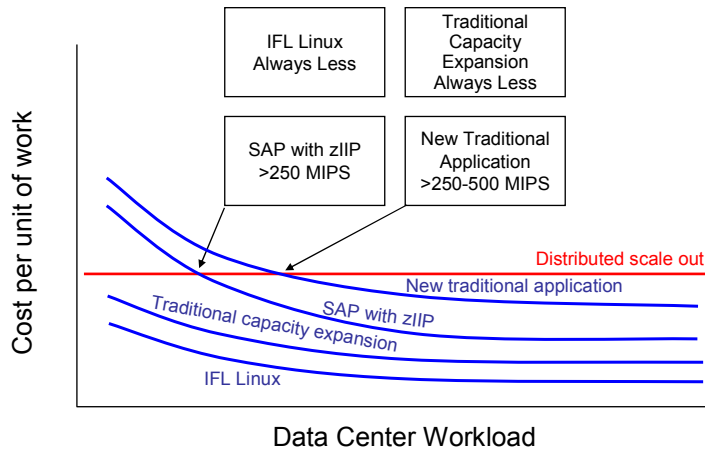 IFL Linux
Always Less
Traditional
Capacity
Expansion
Always Less
SAP with zIIP
>250 MIPS
New Traditional
Application
>250-500 MIPS
Cost per unit of work
Distributed scale out
New traditional application
SAP with zIIP
Traditional capacity expansion
IFL Linux
Data Center Workload